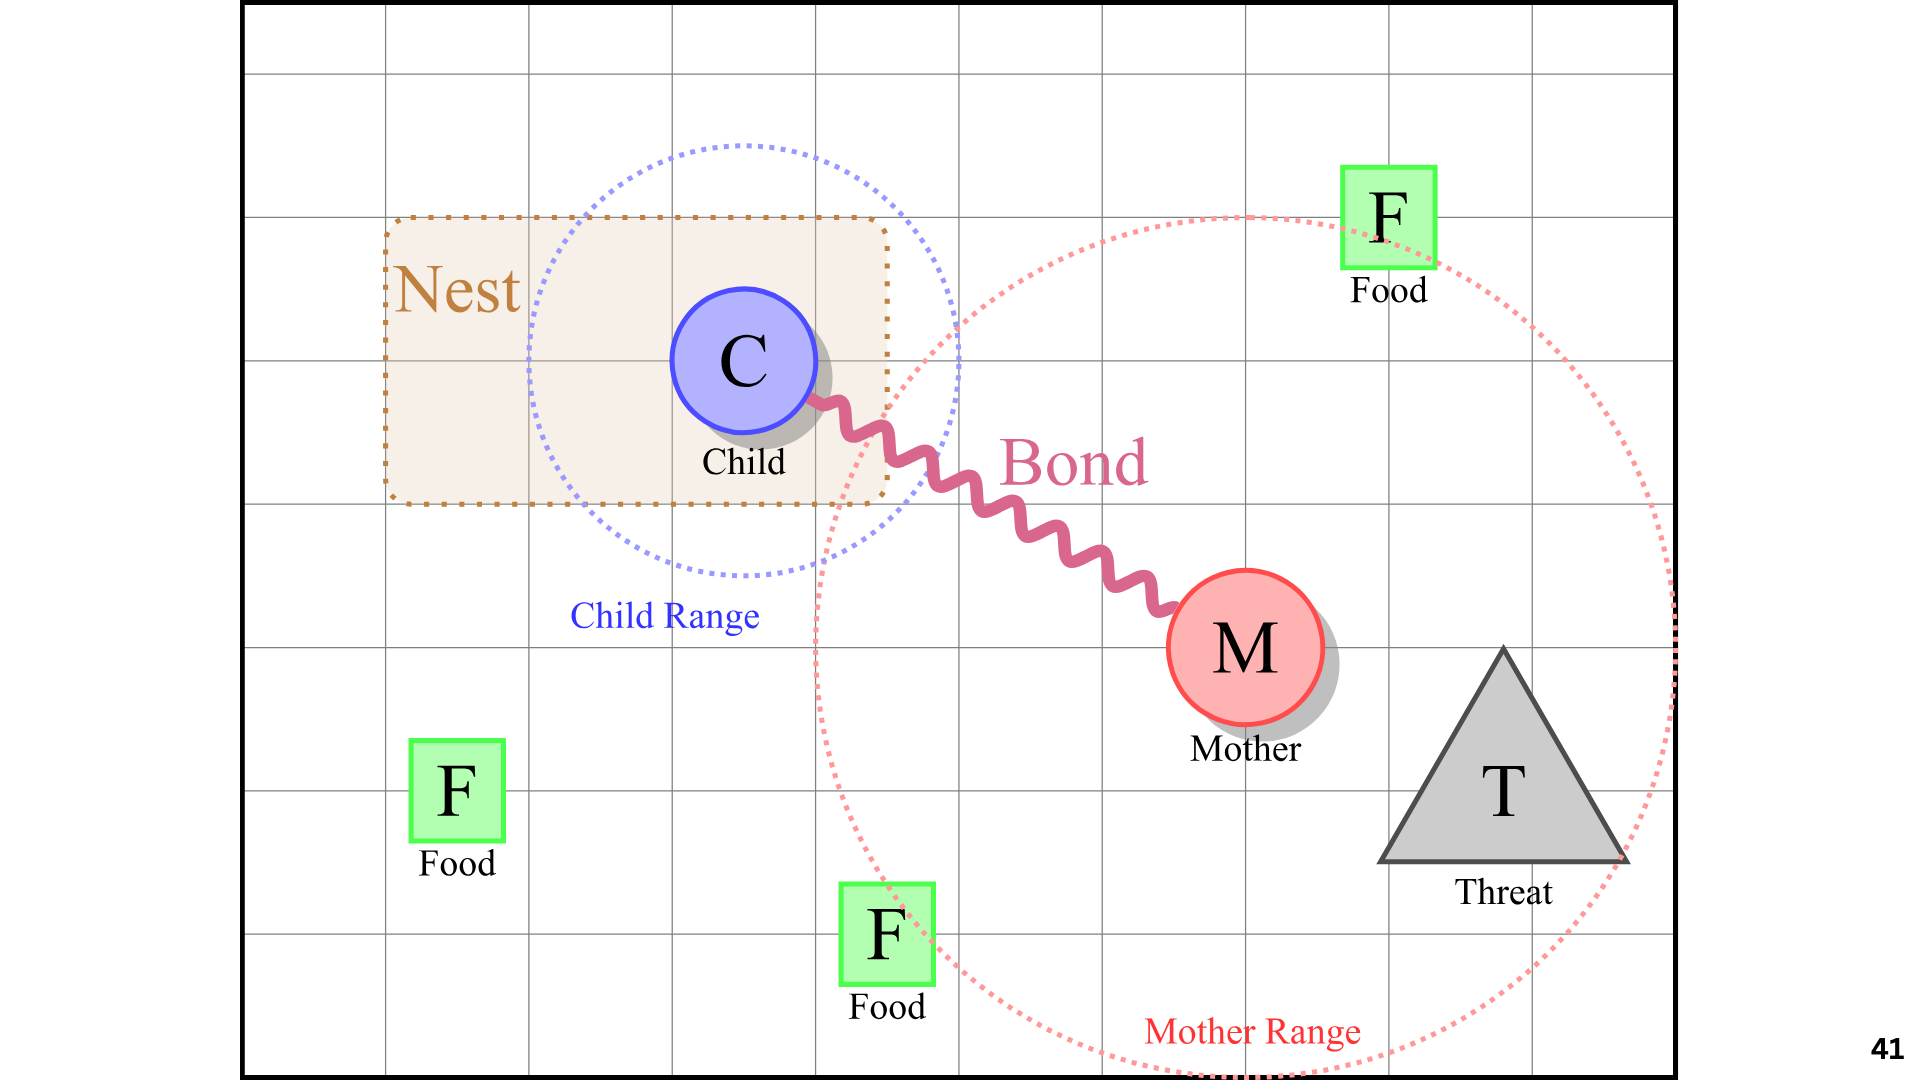 F
Food
Nest
C
Child
Bond
Child Range
M
Mother
F
Food
T
Threat
F
Food
Mother Range
41